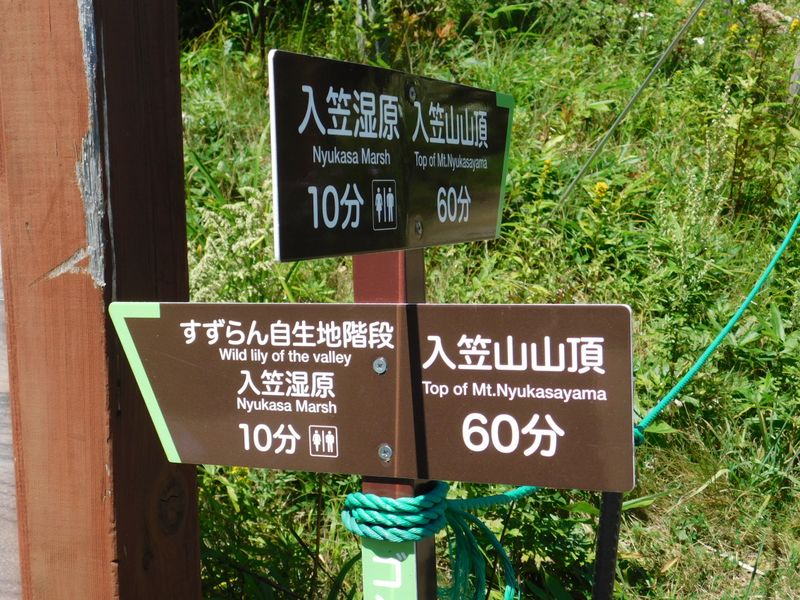 入笠湿原
Nyukasa Marsh
10分
入笠山山頂
Top of Mt.Nyukasayama
60分
すずらん自生地階段
Wild lily of the valley
入笠湿原
Nyukasa Marsh
10分
入笠山山頂
Top of Mt.Nyukasayama
60分